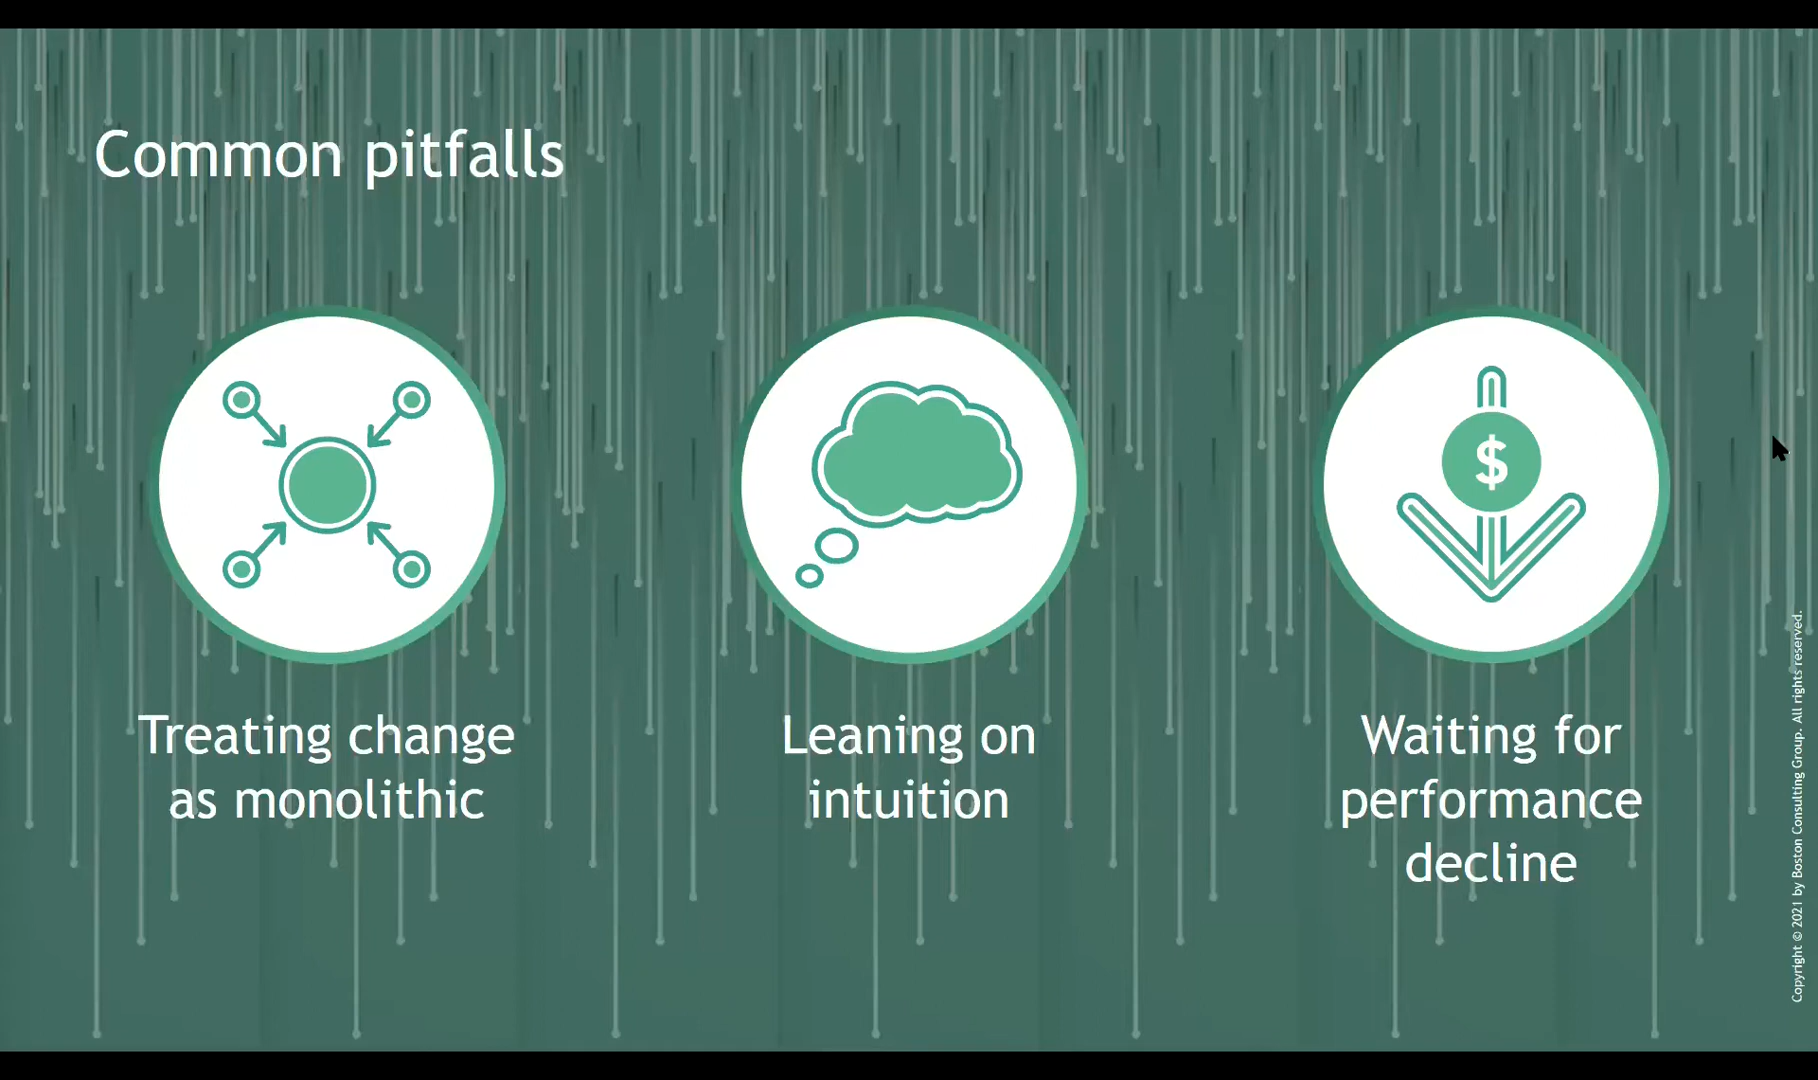 Common pitfalls
$
Treating change
as monolithic
Leaning on
intuition
Waiting for
performance
decline
Copyright © 2021 by Boston Consulting Group. All rights reserved.